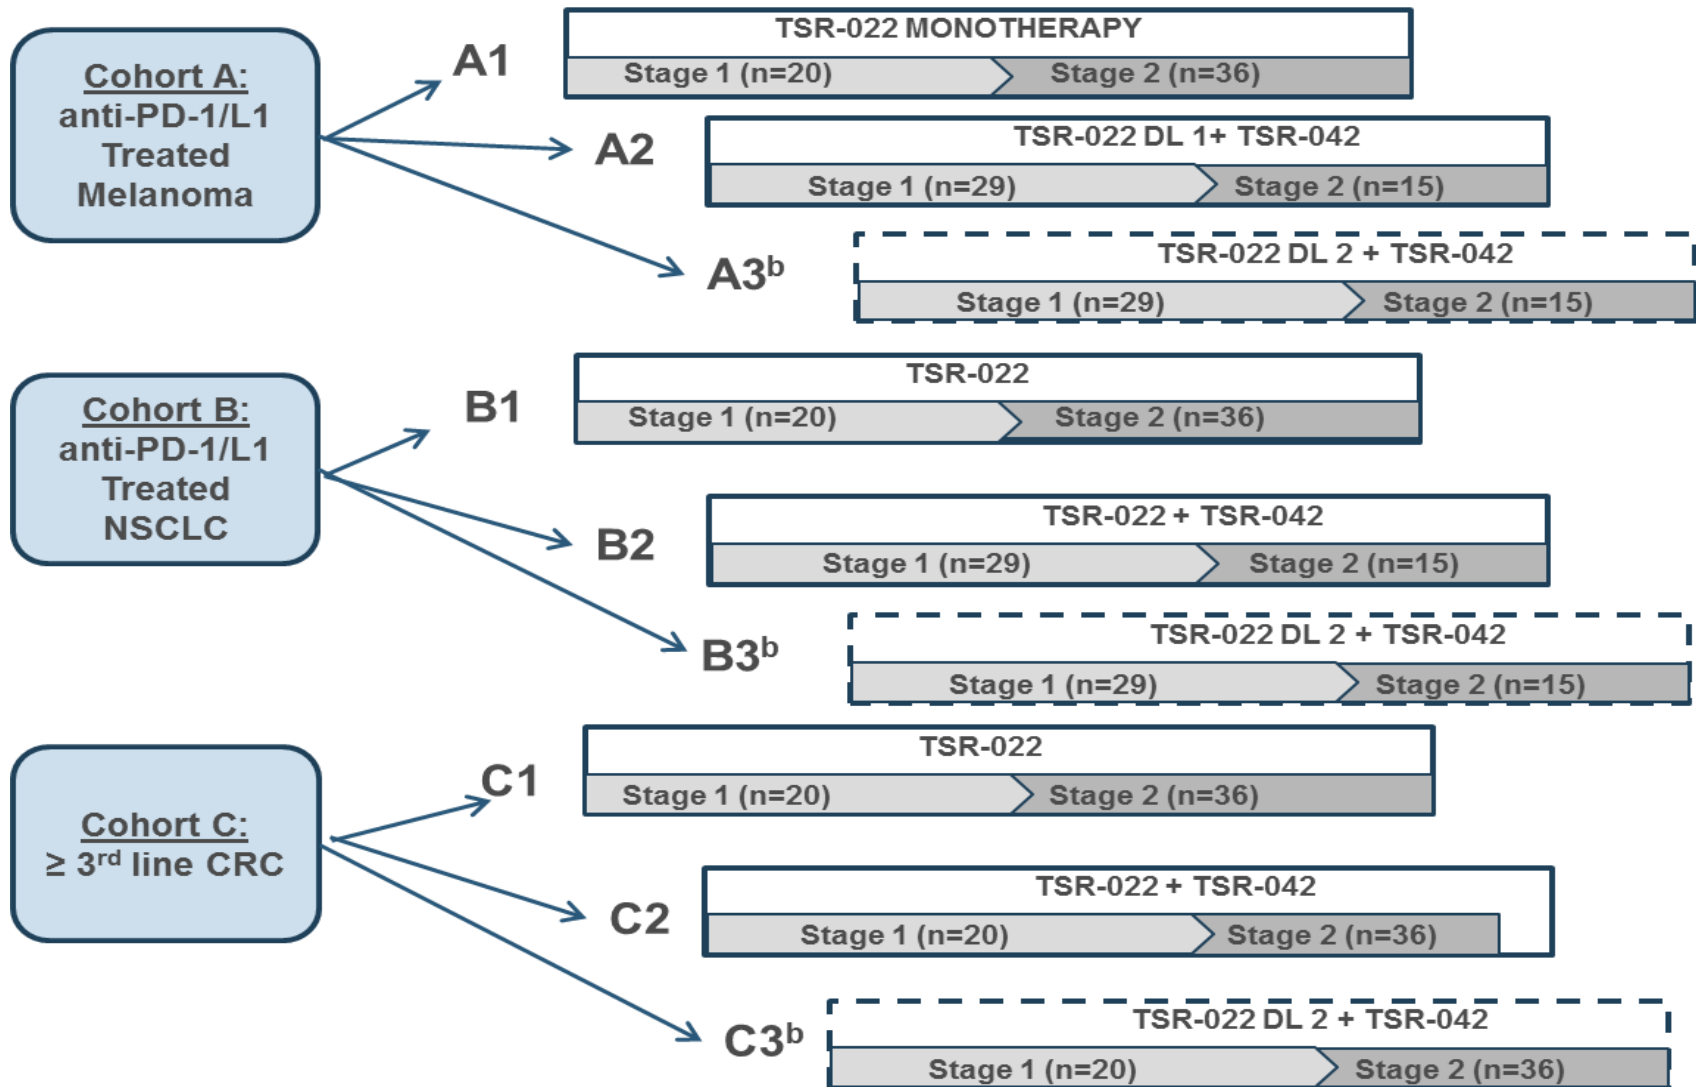 Cohort A:
anti-PD-1/L1
Treated
Melanoma
A1
TSR-022 MONOTHERAPY
Stage 1 (n=20)
Stage 2 (n=36)
A2
TSR-022 DL 1+ TSR-042
Stage 1 (n=29)
Stage 2 (n=15)
A3ᵇ
TSR-022 DL 2 + TSR-042
Stage 1 (n=29)
Stage 2 (n=15)
Cohort B:
anti-PD-1/L1
Treated
NSCLC
B1
TSR-022
Stage 1 (n=20)
Stage 2 (n=36)
B2
TSR-022 + TSR-042
Stage 1 (n=29)
Stage 2 (n=15)
B3ᵇ
TSR-022 DL 2 + TSR-042
Stage 1 (n=29)
Stage 2 (n=15)
Cohort C:
≥ 3ʳᵈ line CRC
C1
TSR-022
Stage 1 (n=20)
Stage 2 (n=36)
C2
TSR-022 + TSR-042
Stage 1 (n=20)
Stage 2 (n=36)
C3ᵇ
TSR-022 DL 2 + TSR-042
Stage 1 (n=20)
Stage 2 (n=36)